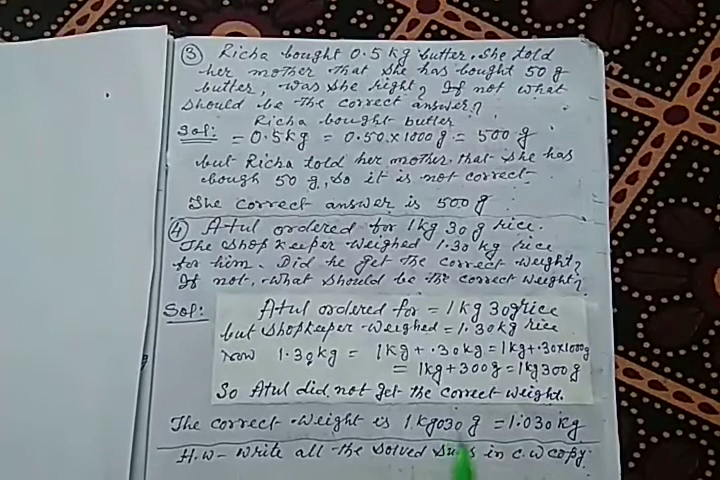 ③ Richa bought 0.5 kg butter. She told
her mother that she has bought 50 g
butter, was she right? If not what
should be the correct answer?
Richa bought butter
Sol: = 0.5kg = 0.50 x 1000 g = 500 g
but Richa told her mother that she has
bough 50 g, so it is not correct
The correct answer is 500 g
④ Atul ordered for 1 kg 30 g rice.
The shop keeper weighed 1.30 kg rice
for him. Did he get the correct weight?
If not, what should be the correct weight?
Sol: Atul ordered for = 1 kg 30g rice
but shopkeeper weighed = 1.30kg rice
Now 1.30kg = 1kg + .30kg = 1kg + .30x1000g
= 1kg + 300g = 1kg 300g
So Atul did not get the correct weight.
The correct weight is 1 kg 030 g = 1.030 kg
H.W - write all the solved sums in c.w copy